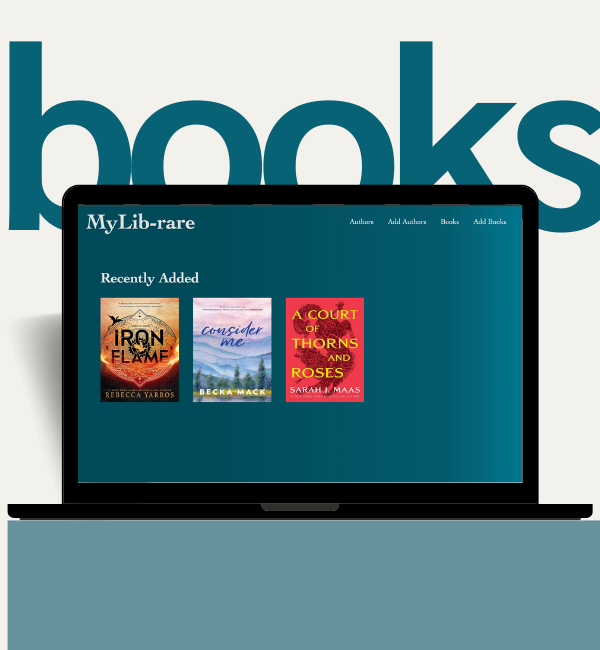 books
MyLib-rare
Authors
Add Authors
Books
Add Books
Recently Added
IRON
FLAME
REBECCA YARROS
consider
me
BECKA MACK
A COURT
OF
THORNS
AND
ROSES
SARAH J. MAAS